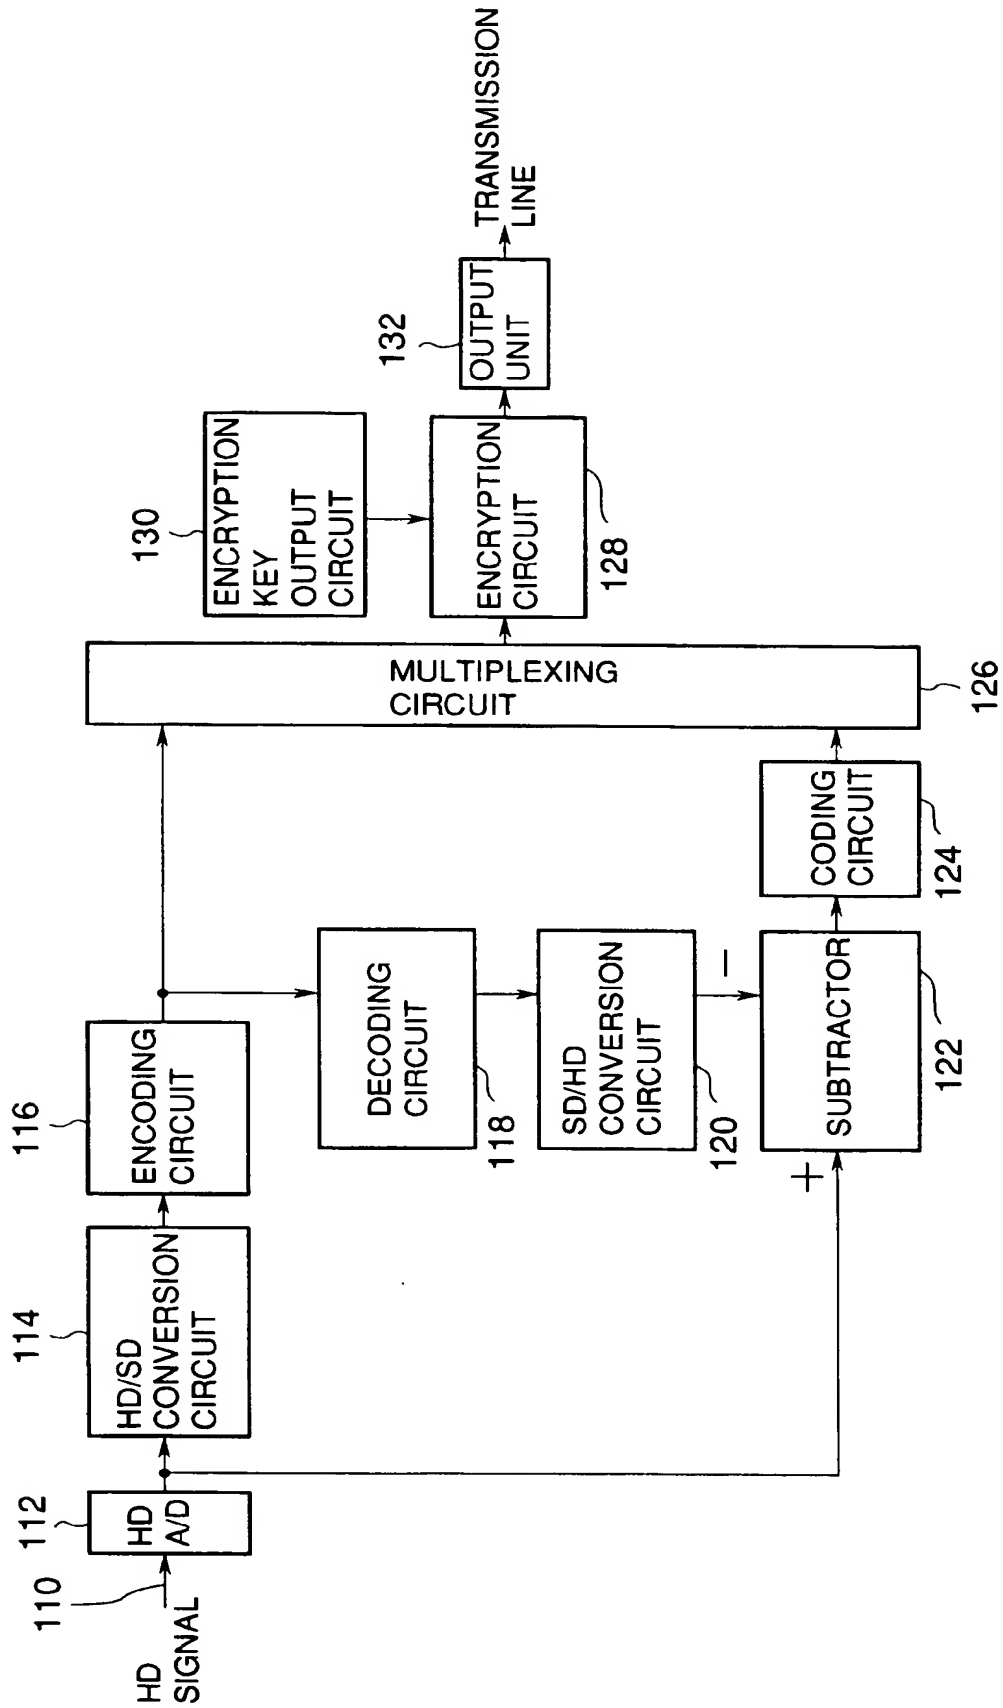 HD
SIGNAL
110
112
HD
A/D
114
HD/SD
CONVERSION
CIRCUIT
116
ENCODING
CIRCUIT
DECODING
CIRCUIT
118
SD/HD
CONVERSION
CIRCUIT
120
+
−
SUBTRACTOR
122
CODING
CIRCUIT
124
MULTIPLEXING
CIRCUIT
126
130
ENCRYPTION
KEY
OUTPUT
CIRCUIT
ENCRYPTION
CIRCUIT
128
132
OUTPUT
UNIT
TRANSMISSION
LINE